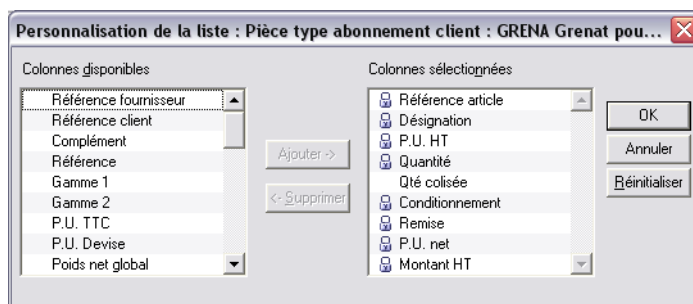 Personnalisation de la liste : Pièce type abonnement client : GRENA Grenat pou...
Colonnes disponibles
Référence fournisseur
Référence client
Complément
Référence
Gamme 1
Gamme 2
P.U. TTC
P.U. Devise
Poids net global
Ajouter ->
<- Supprimer
Colonnes sélectionnées
Référence article
Désignation
P.U. HT
Quantité
Qté colisée
Conditionnement
Remise
P.U. net
Montant HT
OK
Annuler
Réinitialiser